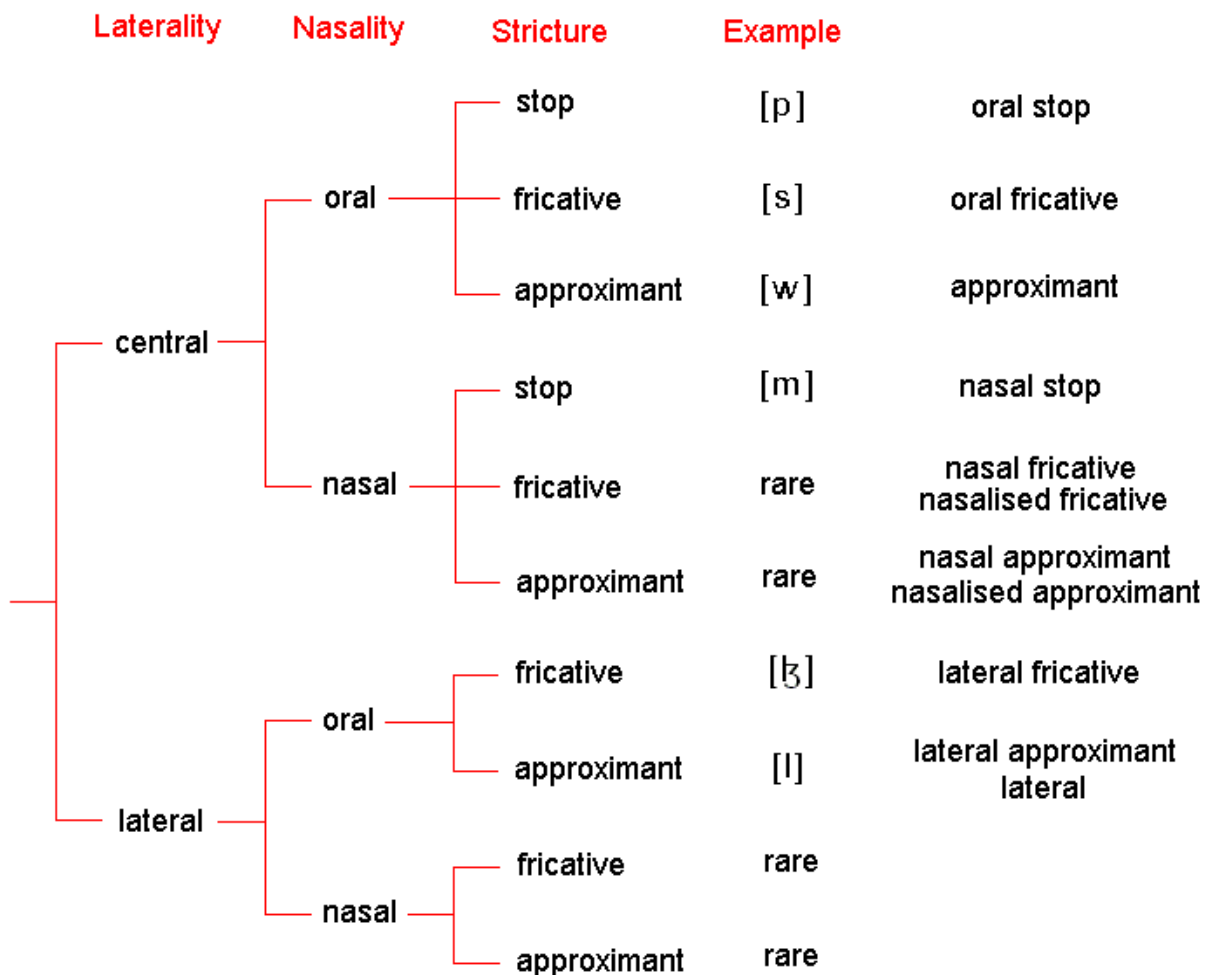 Laterality Nasality Stricture Example
stop [p] oral stop
oral fricative [s] oral fricative
approximant [w] approximant
central
stop [m] nasal stop
nasal fricative rare nasal fricative
nasalised fricative
approximant rare nasal approximant
nasalised approximant
fricative [ɮ] lateral fricative
oral
approximant [l] lateral approximant
lateral
lateral
fricative rare
nasal
approximant rare